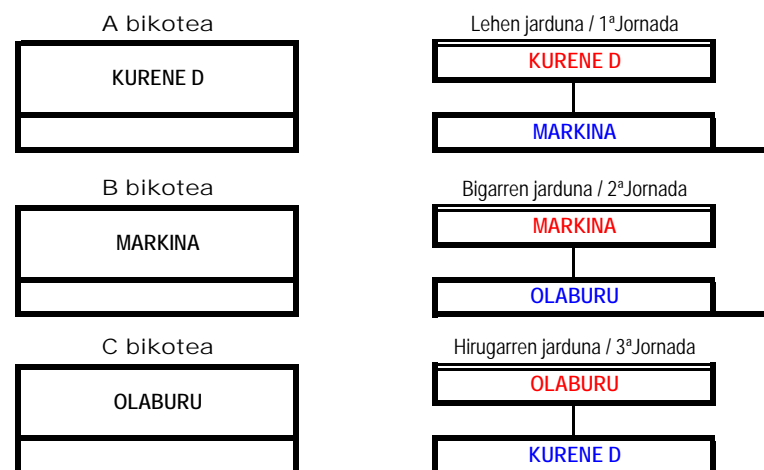 A bikotea
KURENE D
Lehen jarduna / 1ªJornada
KURENE D
MARKINA
B bikotea
MARKINA
Bigarren jarduna / 2ªJornada
MARKINA
OLABURU
C bikotea
OLABURU
Hirugarren jarduna / 3ªJornada
OLABURU
KURENE D